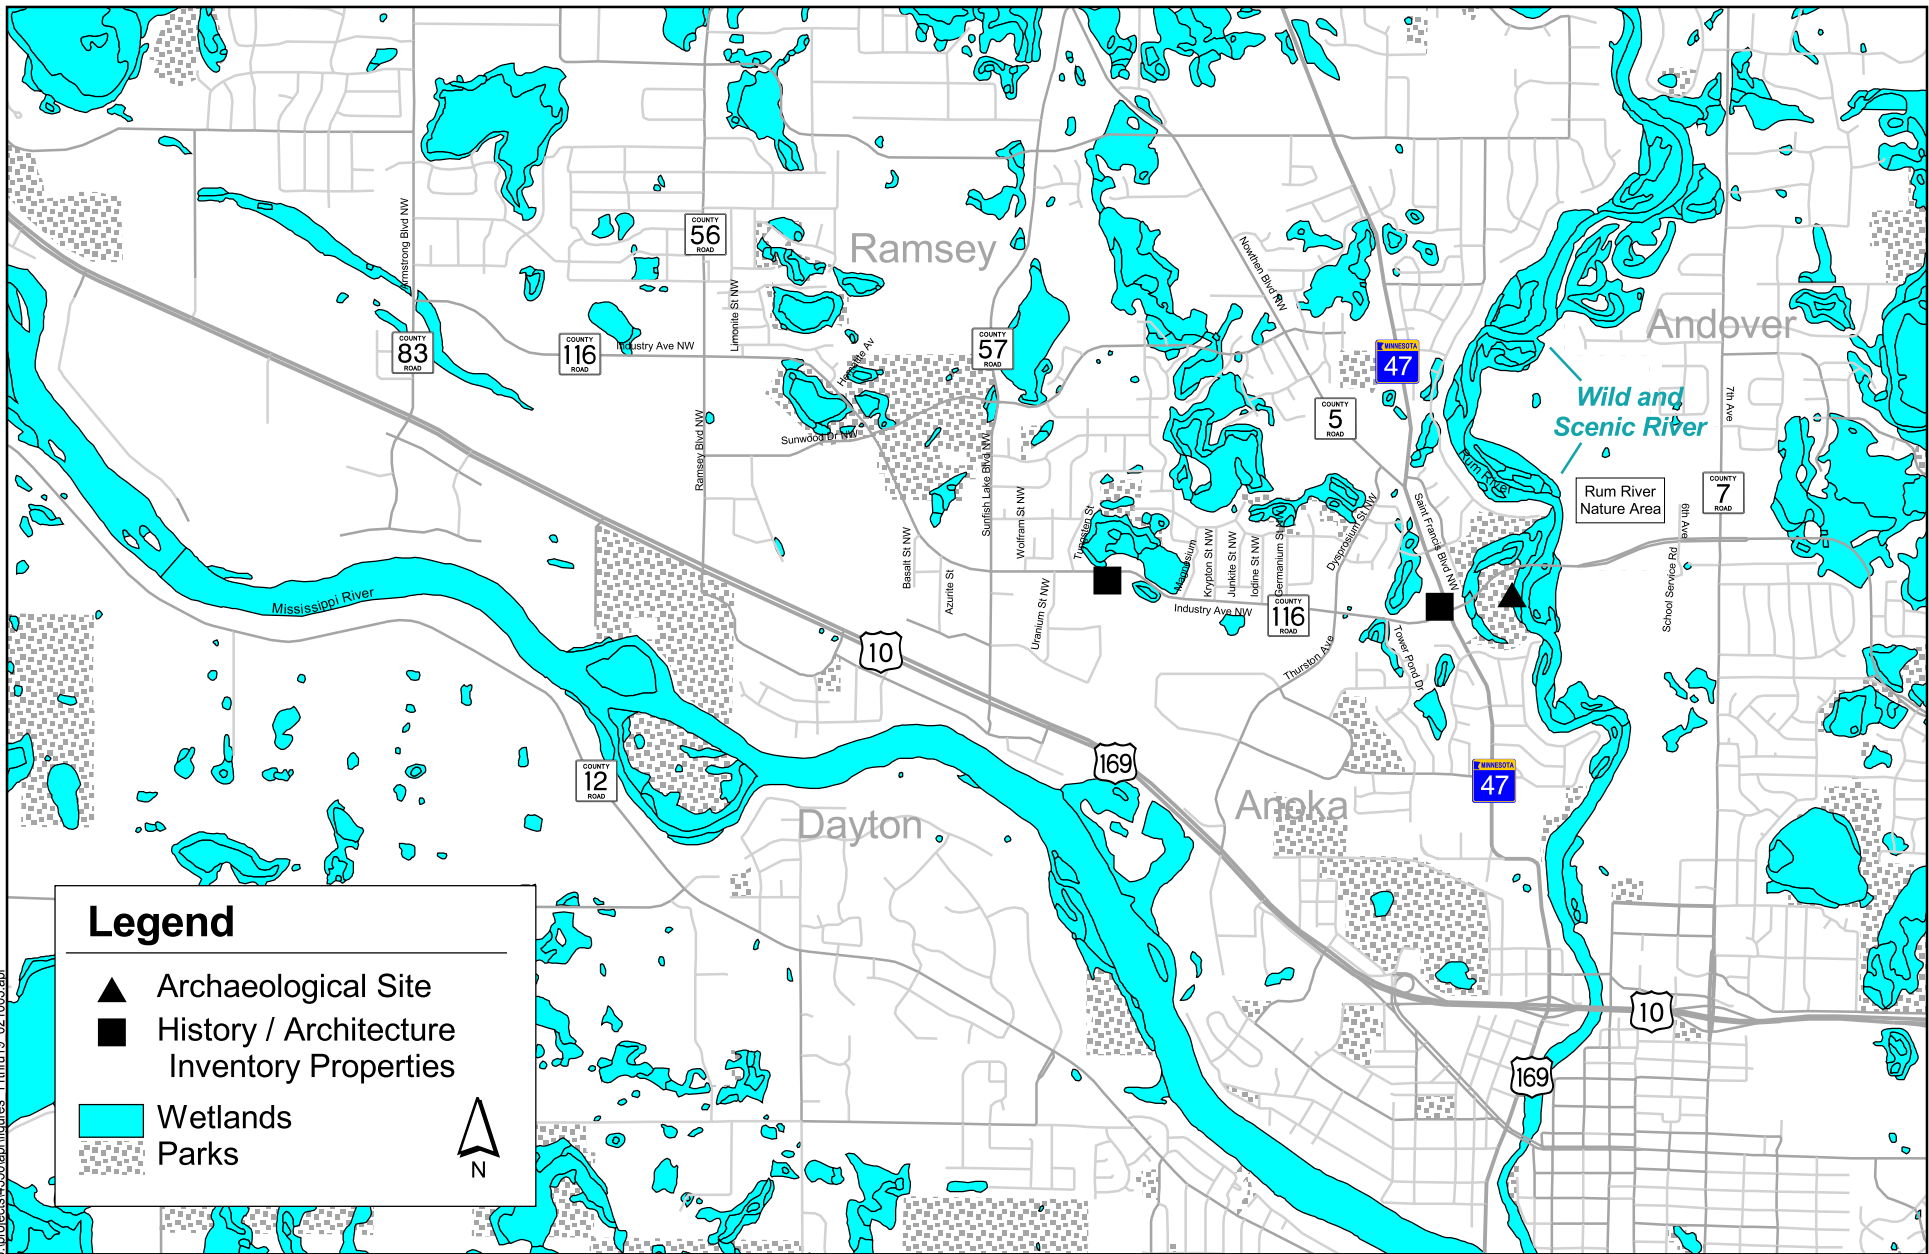 Ramsey
Andover
Dayton
Anoka
COUNTY
56
ROAD
COUNTY
83
ROAD
COUNTY
116
ROAD
COUNTY
57
ROAD
COUNTY
5
ROAD
MINNESOTA
47
COUNTY
7
ROAD
COUNTY
116
ROAD
COUNTY
12
ROAD
MINNESOTA
47
10
169
10
169
Armstrong Blvd NW
Limonite St NW
Industry Ave NW
Hematite Av
Sunwood Dr NW
Ramsey Blvd NW
Nowthen Blvd NW
Sunfish Lake Blvd NW
Wolfram St NW
Basalt St NW
Azurite St
Uranium St NW
Tungsten St
Magnesium
Krypton St NW
Junkite St NW
Iodine St NW
Germanium St NW
Dysprosium St NW
Saint Francis Blvd NW
Industry Ave NW
Thurston Ave
Tower Pond Dr
7th Ave
6th Ave
School Service Rd
Wild and
Scenic River
Rum River
Rum River
Nature Area
Mississippi River
Legend
Archaeological Site
History / Architecture
Inventory Properties
Wetlands
Parks
N